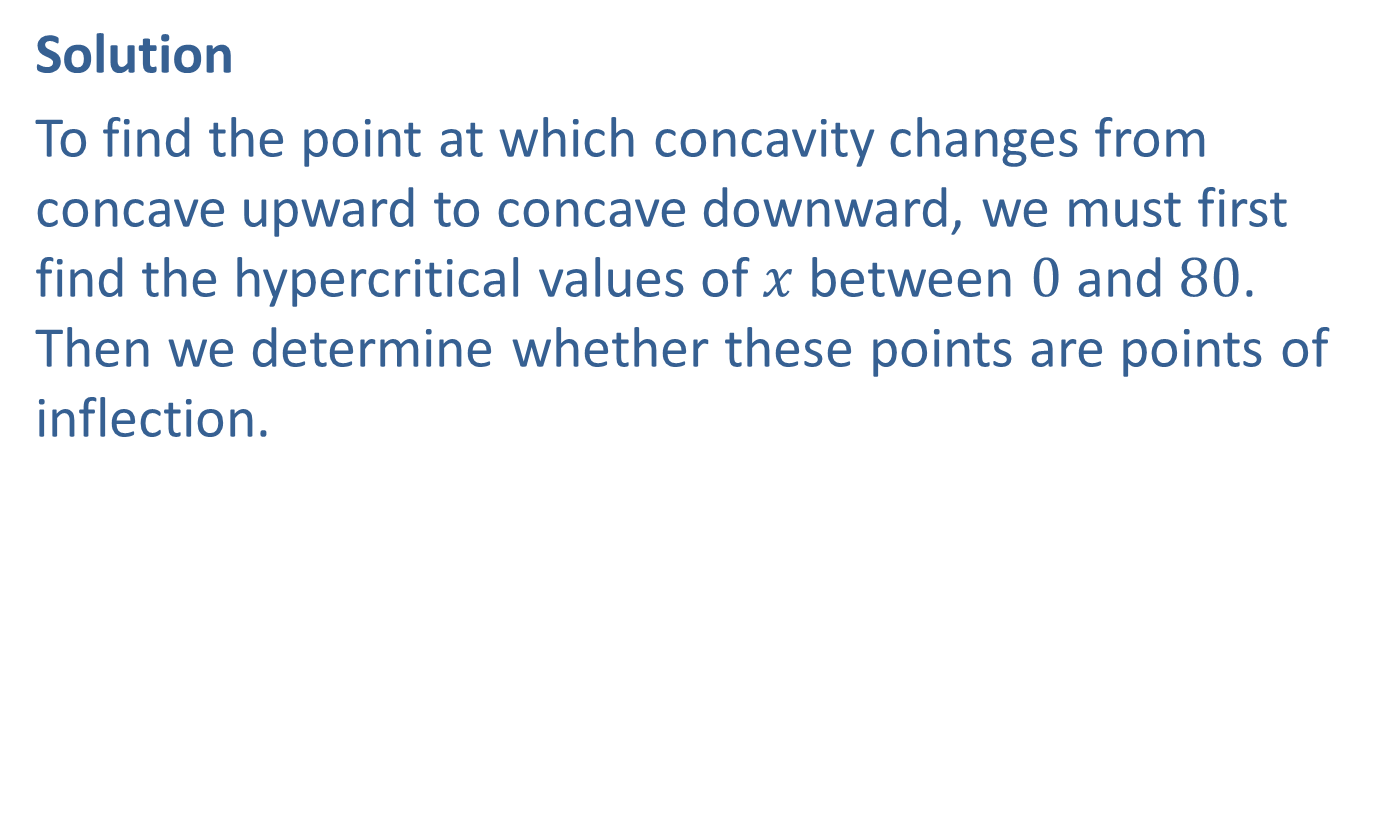 Solution
To find the point at which concavity changes from
concave upward to concave downward, we must first
find the hypercritical values of x between 0 and 80.
Then we determine whether these points are points of
inflection.